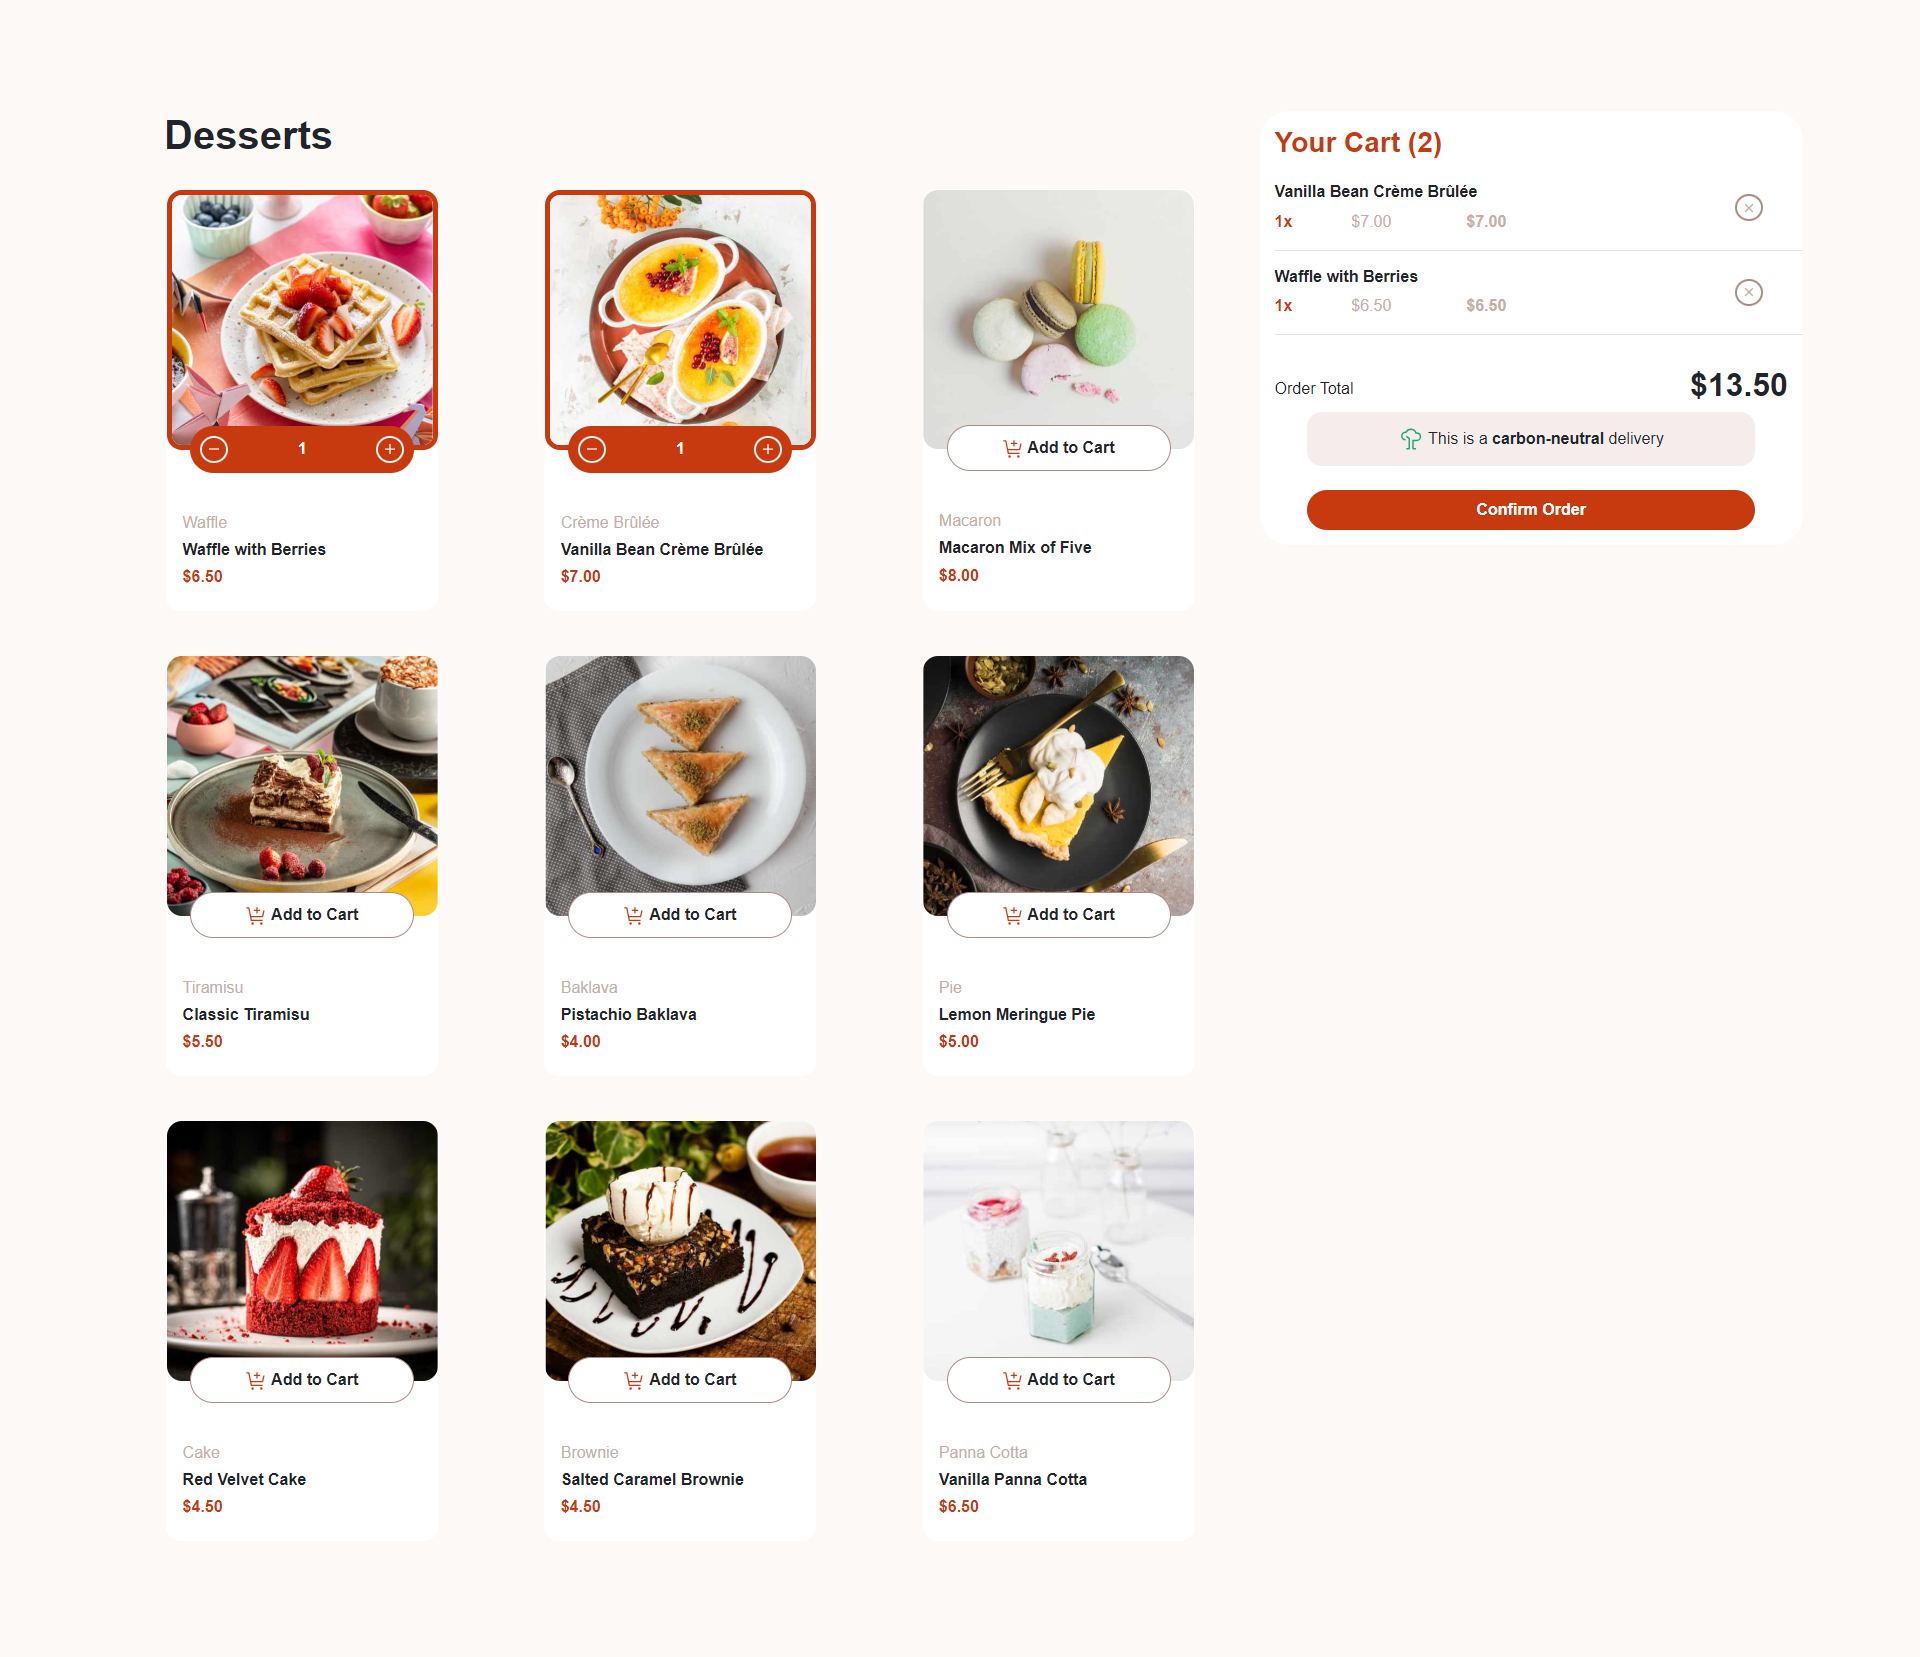 Desserts
1
Waffle
Waffle with Berries
$6.50
1
Crème Brûlée
Vanilla Bean Crème Brûlée
$7.00
Add to Cart
Macaron
Macaron Mix of Five
$8.00
Add to Cart
Tiramisu
Classic Tiramisu
$5.50
Add to Cart
Baklava
Pistachio Baklava
$4.00
Add to Cart
Pie
Lemon Meringue Pie
$5.00
Add to Cart
Cake
Red Velvet Cake
$4.50
Add to Cart
Brownie
Salted Caramel Brownie
$4.50
Add to Cart
Panna Cotta
Vanilla Panna Cotta
$6.50
Your Cart (2)
Vanilla Bean Crème Brûlée
1x $7.00 $7.00
Waffle with Berries
1x $6.50 $6.50
Order Total $13.50
This is a carbon-neutral delivery
Confirm Order